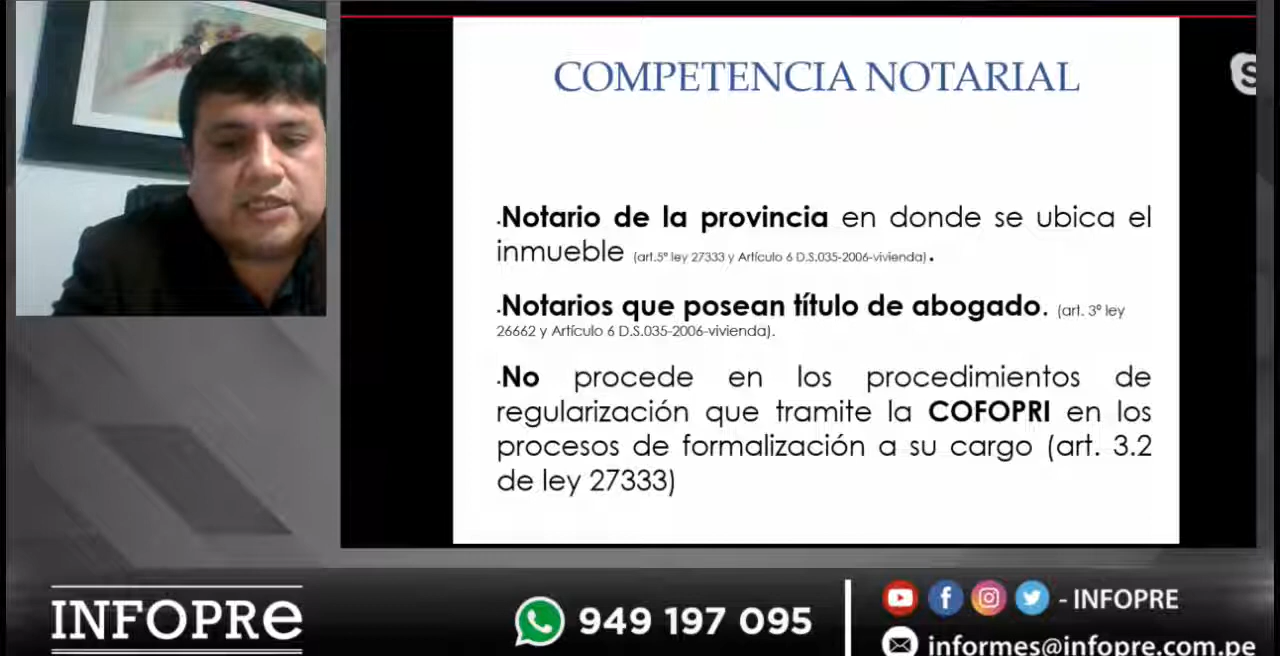 COMPETENCIA NOTARIAL
S
.Notario de la provincia en donde se ubica el
inmueble (art.5º ley 27333 y Artículo 6 D.S.035-2006-vivienda).
.Notarios que posean título de abogado. (art. 3º ley
26662 y Artículo 6 D.S.035-2006-vivienda).
.No procede en los procedimientos de
regularización que tramite la COFOPRI en los
procesos de formalización a su cargo (art. 3.2
de ley 27333)
INFOPRe
949 197 095
- INFOPRE
informes@infopre.com.pe